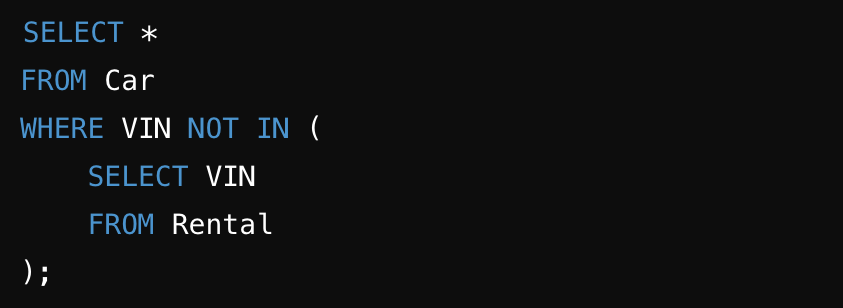 SELECT *
FROM Car
WHERE VIN NOT IN (
    SELECT VIN
    FROM Rental
);